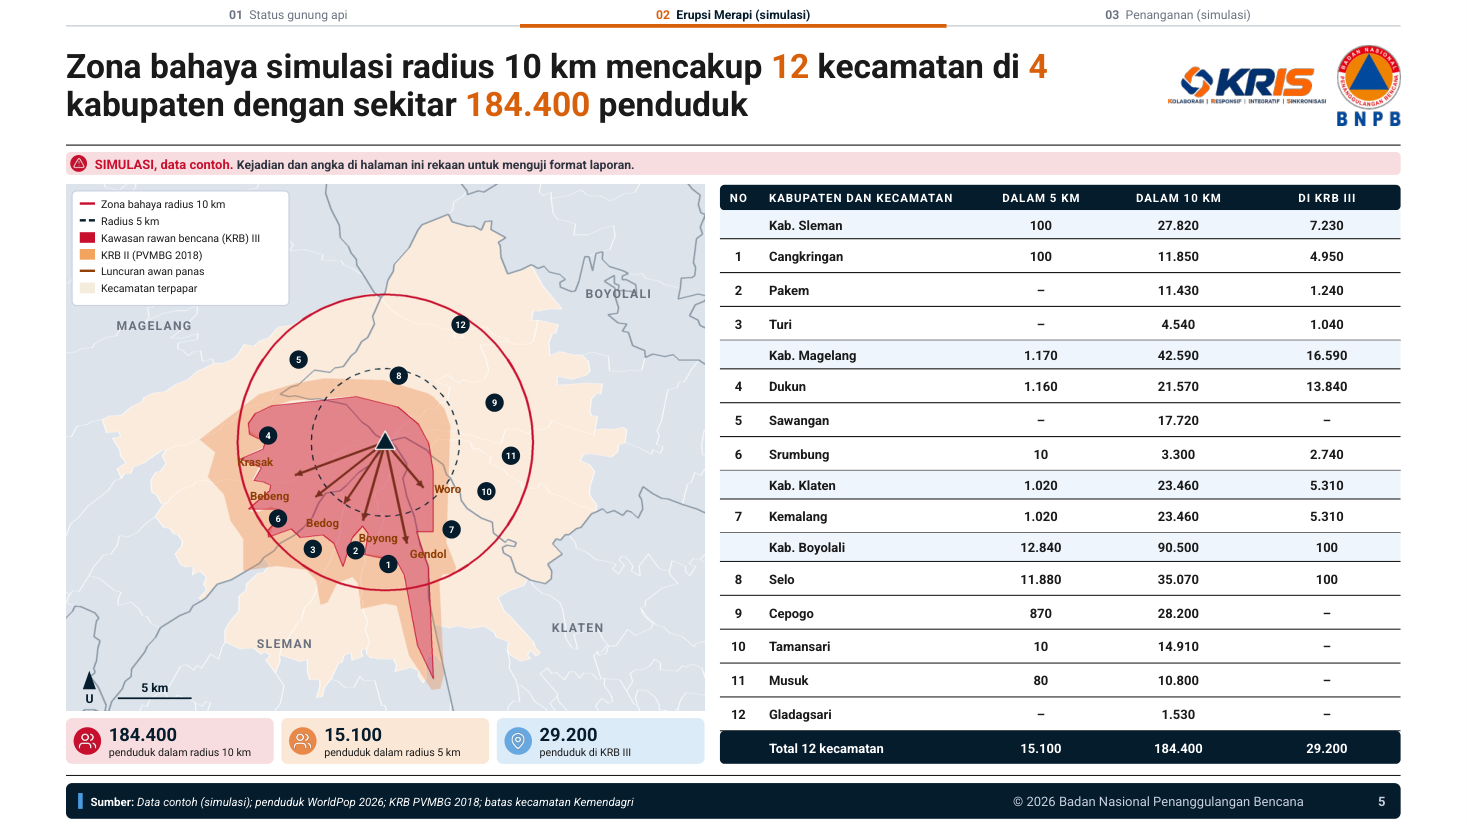 01 Status gunung api
02 Erupsi Merapi (simulasi)
03 Penanganan (simulasi)
Zona bahaya simulasi radius 10 km mencakup 12 kecamatan di 4
kabupaten dengan sekitar 184.400 penduduk
KRIS
KOLABORASI | RESPONSIF | INTEGRATIF | SINKRONISASI
BADAN NASIONAL
PENANGGULANGAN BENCANA
BNPB
SIMULASI, data contoh. Kejadian dan angka di halaman ini rekaan untuk menguji format laporan.
Zona bahaya radius 10 km
Radius 5 km
Kawasan rawan bencana (KRB) III
KRB II (PVMBG 2018)
Luncuran awan panas
Kecamatan terpapar
BOYOLALI
MAGELANG
12
5
8
9
4
11
Krasak
Woro
10
Bebeng
6
Bedog
7
Boyong
3
2
Gendol
1
KLATEN
SLEMAN
U
5 km
184.400
penduduk dalam radius 10 km
15.100
penduduk dalam radius 5 km
29.200
penduduk di KRB III
NO KABUPATEN DAN KECAMATAN DALAM 5 KM DALAM 10 KM DI KRB III
Kab. Sleman 100 27.820 7.230
1 Cangkringan 100 11.850 4.950
2 Pakem – 11.430 1.240
3 Turi – 4.540 1.040
Kab. Magelang 1.170 42.590 16.590
4 Dukun 1.160 21.570 13.840
5 Sawangan – 17.720 –
6 Srumbung 10 3.300 2.740
Kab. Klaten 1.020 23.460 5.310
7 Kemalang 1.020 23.460 5.310
Kab. Boyolali 12.840 90.500 100
8 Selo 11.880 35.070 100
9 Cepogo 870 28.200 –
10 Tamansari 10 14.910 –
11 Musuk 80 10.800 –
12 Gladagsari – 1.530 –
Total 12 kecamatan 15.100 184.400 29.200
Sumber: Data contoh (simulasi); penduduk WorldPop 2026; KRB PVMBG 2018; batas kecamatan Kemendagri
© 2026 Badan Nasional Penanggulangan Bencana 5